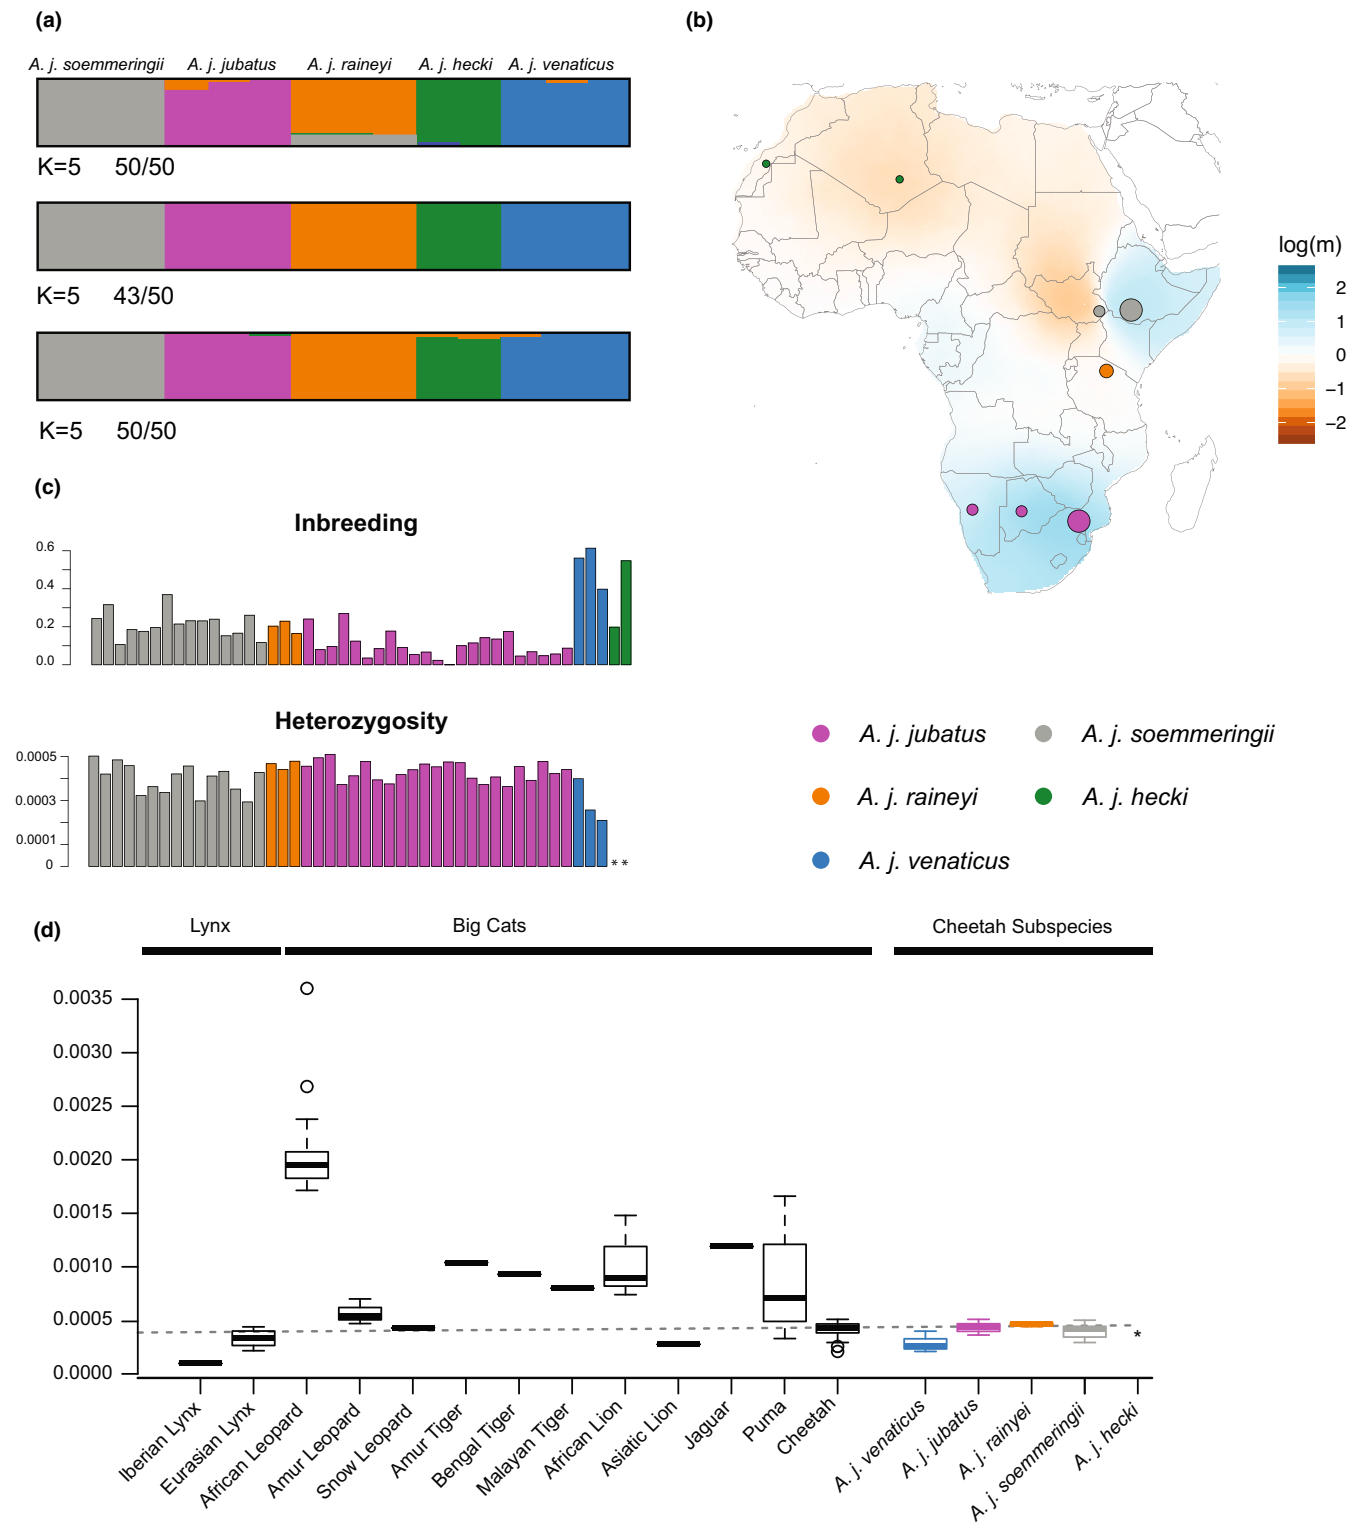 (a)
A. j. soemmeringii A. j. jubatus A. j. raineyi A. j. hecki A. j. venaticus
K=5 50/50
K=5 43/50
K=5 50/50
(b)
log(m)
2
1
0
−1
−2
(c)
Inbreeding
0.6
0.4
0.2
0.0
Heterozygosity
0.0005
0.0003
0.0001
0
* *
A. j. jubatus A. j. soemmeringii
A. j. raineyi A. j. hecki
A. j. venaticus
(d)
Lynx Big Cats Cheetah Subspecies
0.0035
0.0030
0.0025
0.0020
0.0015
0.0010
0.0005
0.0000
*
Iberian Lynx
Eurasian Lynx
African Leopard
Amur Leopard
Snow Leopard
Amur Tiger
Bengal Tiger
Malayan Tiger
African Lion
Asiatic Lion
Jaguar
Puma
Cheetah
A. j. venaticus
A. j. jubatus
A. j. rainyei
A. j. soemmeringii
A. j. hecki